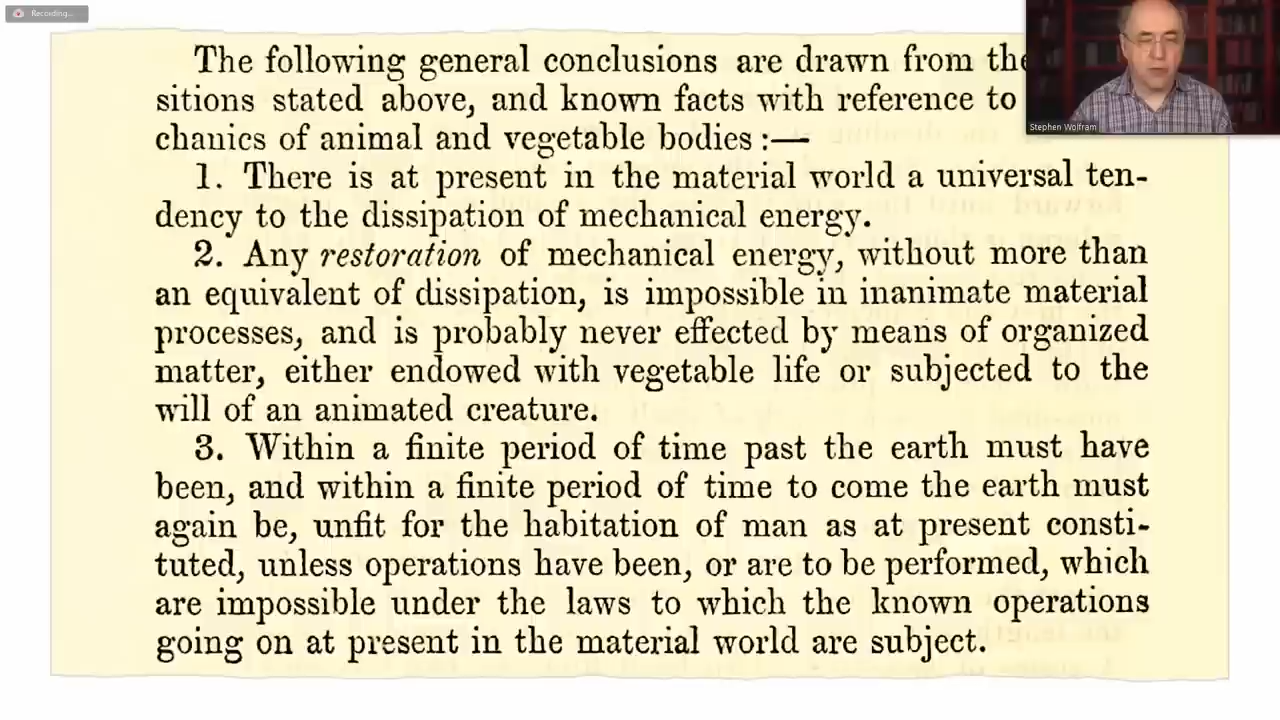 Recording...
The following general conclusions are drawn from the
sitions stated above, and known facts with reference to
chanics of animal and vegetable bodies :—
1. There is at present in the material world a universal ten-
dency to the dissipation of mechanical energy.
2. Any restoration of mechanical energy, without more than
an equivalent of dissipation, is impossible in inanimate material
processes, and is probably never effected by means of organized
matter, either endowed with vegetable life or subjected to the
will of an animated creature.
3. Within a finite period of time past the earth must have
been, and within a finite period of time to come the earth must
again be, unfit for the habitation of man as at present consti-
tuted, unless operations have been, or are to be performed, which
are impossible under the laws to which the known operations
going on at present in the material world are subject.
Stephen Wolfram